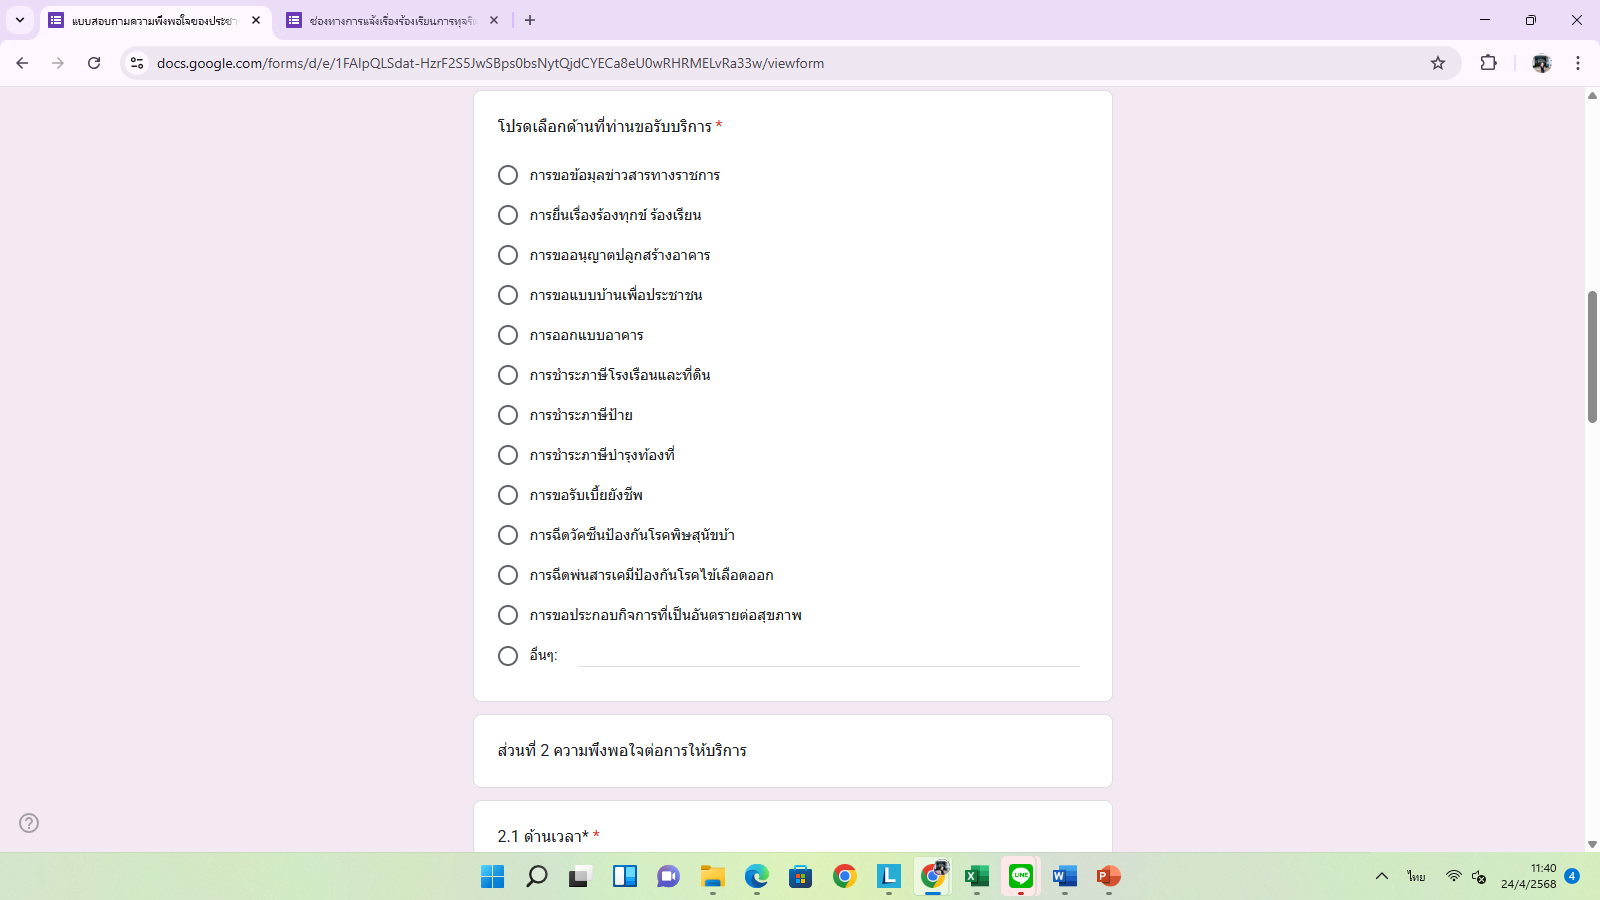 แบบสอบถามความพึงพอใจของประชา
ช่องทางการแจ้งเรื่องร้องเรียนการทุจริต
docs.google.com/forms/d/e/1FAIpQLSdat-HzrF2S5JwSBps0bsNytQjdCYECa8eU0wRHRMELvRa33w/viewform
โปรดเลือกด้านที่ท่านขอรับบริการ *
การขอข้อมูลข่าวสารทางราชการ
การยื่นเรื่องร้องทุกข์ ร้องเรียน
การขออนุญาตปลูกสร้างอาคาร
การขอแบบบ้านเพื่อประชาชน
การออกแบบอาคาร
การชำระภาษีโรงเรือนและที่ดิน
การชำระภาษีป้าย
การชำระภาษีบำรุงท้องที่
การขอรับเบี้ยยังชีพ
การฉีดวัคซีนป้องกันโรคพิษสุนัขบ้า
การฉีดพ่นสารเคมีป้องกันโรคไข้เลือดออก
การขอประกอบกิจการที่เป็นอันตรายต่อสุขภาพ
อื่นๆ:
ส่วนที่ 2 ความพึงพอใจต่อการให้บริการ
2.1 ด้านเวลา* *
ไทย
11:40
24/4/2568
4